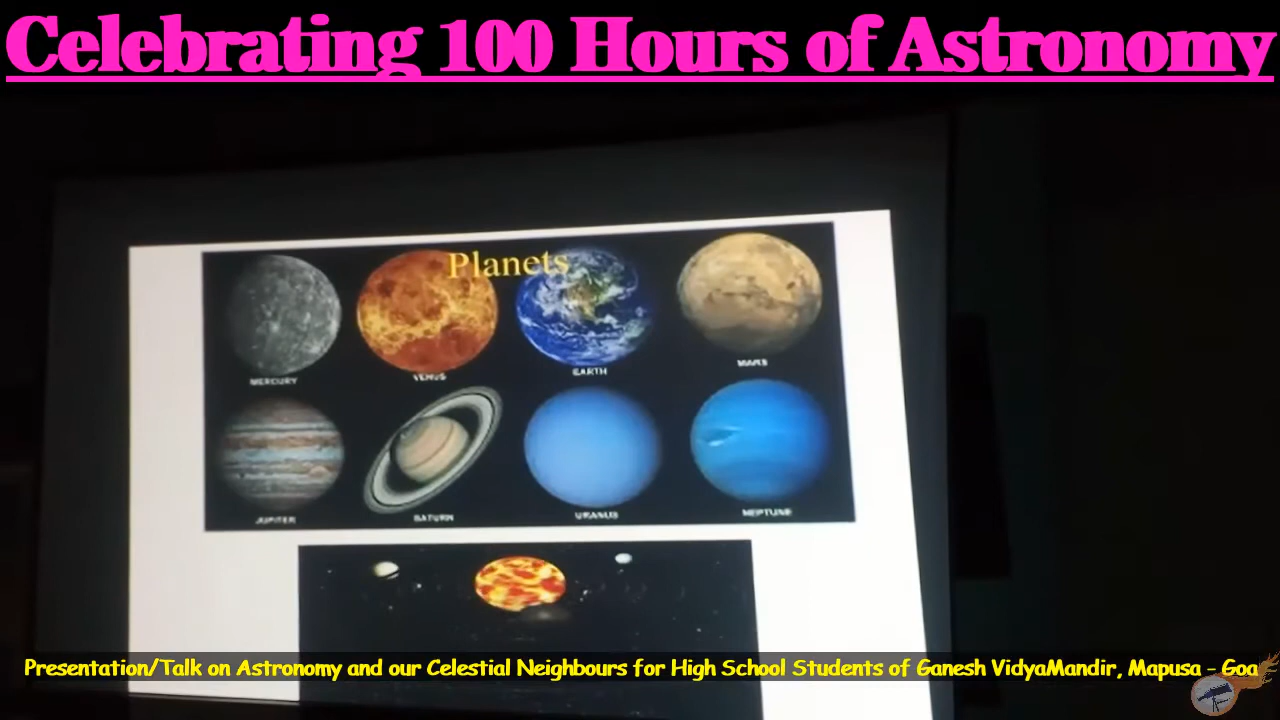 Celebrating 100 Hours of Astronomy
Planets
MERCURY
VENUS
EARTH
MARS
JUPITER
SATURN
URANUS
NEPTUNE
Presentation/Talk on Astronomy and our Celestial Neighbours for High School Students of Ganesh VidyaMandir, Mapusa - Goa